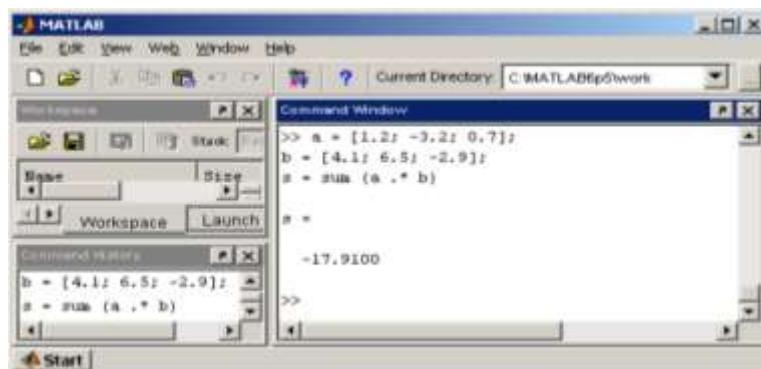 MATLAB
File Edit View Web Window Help
? Current Directory: C:\MATLAB6p5\work
Workspace
Stack:
Name Size
Workspace Launch
Command History
b = [4.1; 6.5; -2.9];
s = sum (a .* b)
Command Window
>> a = [1.2; -3.2; 0.7];
b = [4.1; 6.5; -2.9];
s = sum (a .* b)
s =
-17.9100
>>
Start